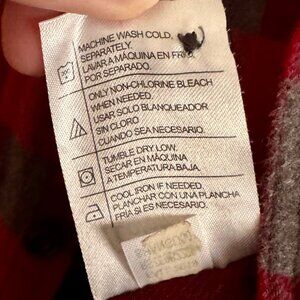 MACHINE WASH COLD,
SEPARATELY.
LAVAR A MÁQUINA EN FRÍO,
POR SEPARADO.
ONLY NON-CHLORINE BLEACH
WHEN NEEDED.
USAR SOLO BLANQUEADOR
SIN CLORO
CUANDO SEA NECESARIO.
TUMBLE DRY LOW.
SECAR EN MÁQUINA
A TEMPERATURA BAJA.
COOL IRON IF NEEDED.
PLANCHAR CON UNA PLANCHA
FRÍA SI ES NECESARIO.